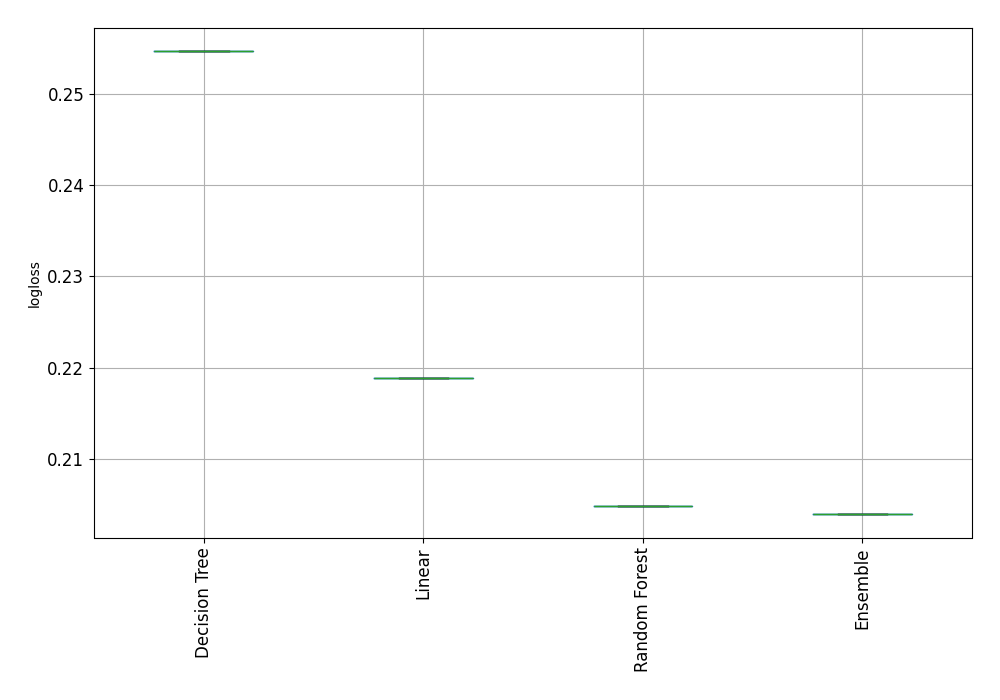 0.25
0.24
0.23
0.22
0.21
logloss
Decision Tree
Linear
Random Forest
Ensemble